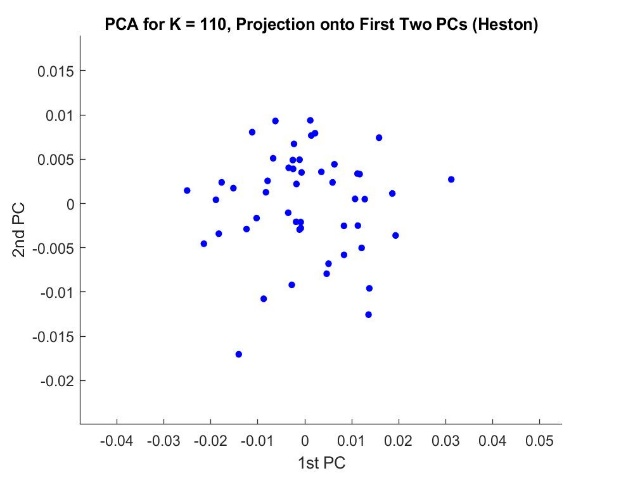 PCA for K = 110, Projection onto First Two PCs (Heston)
0.015
0.01
0.005
0
-0.005
-0.01
-0.015
-0.02
2nd PC
-0.04 -0.03 -0.02 -0.01 0 0.01 0.02 0.03 0.04 0.05
1st PC